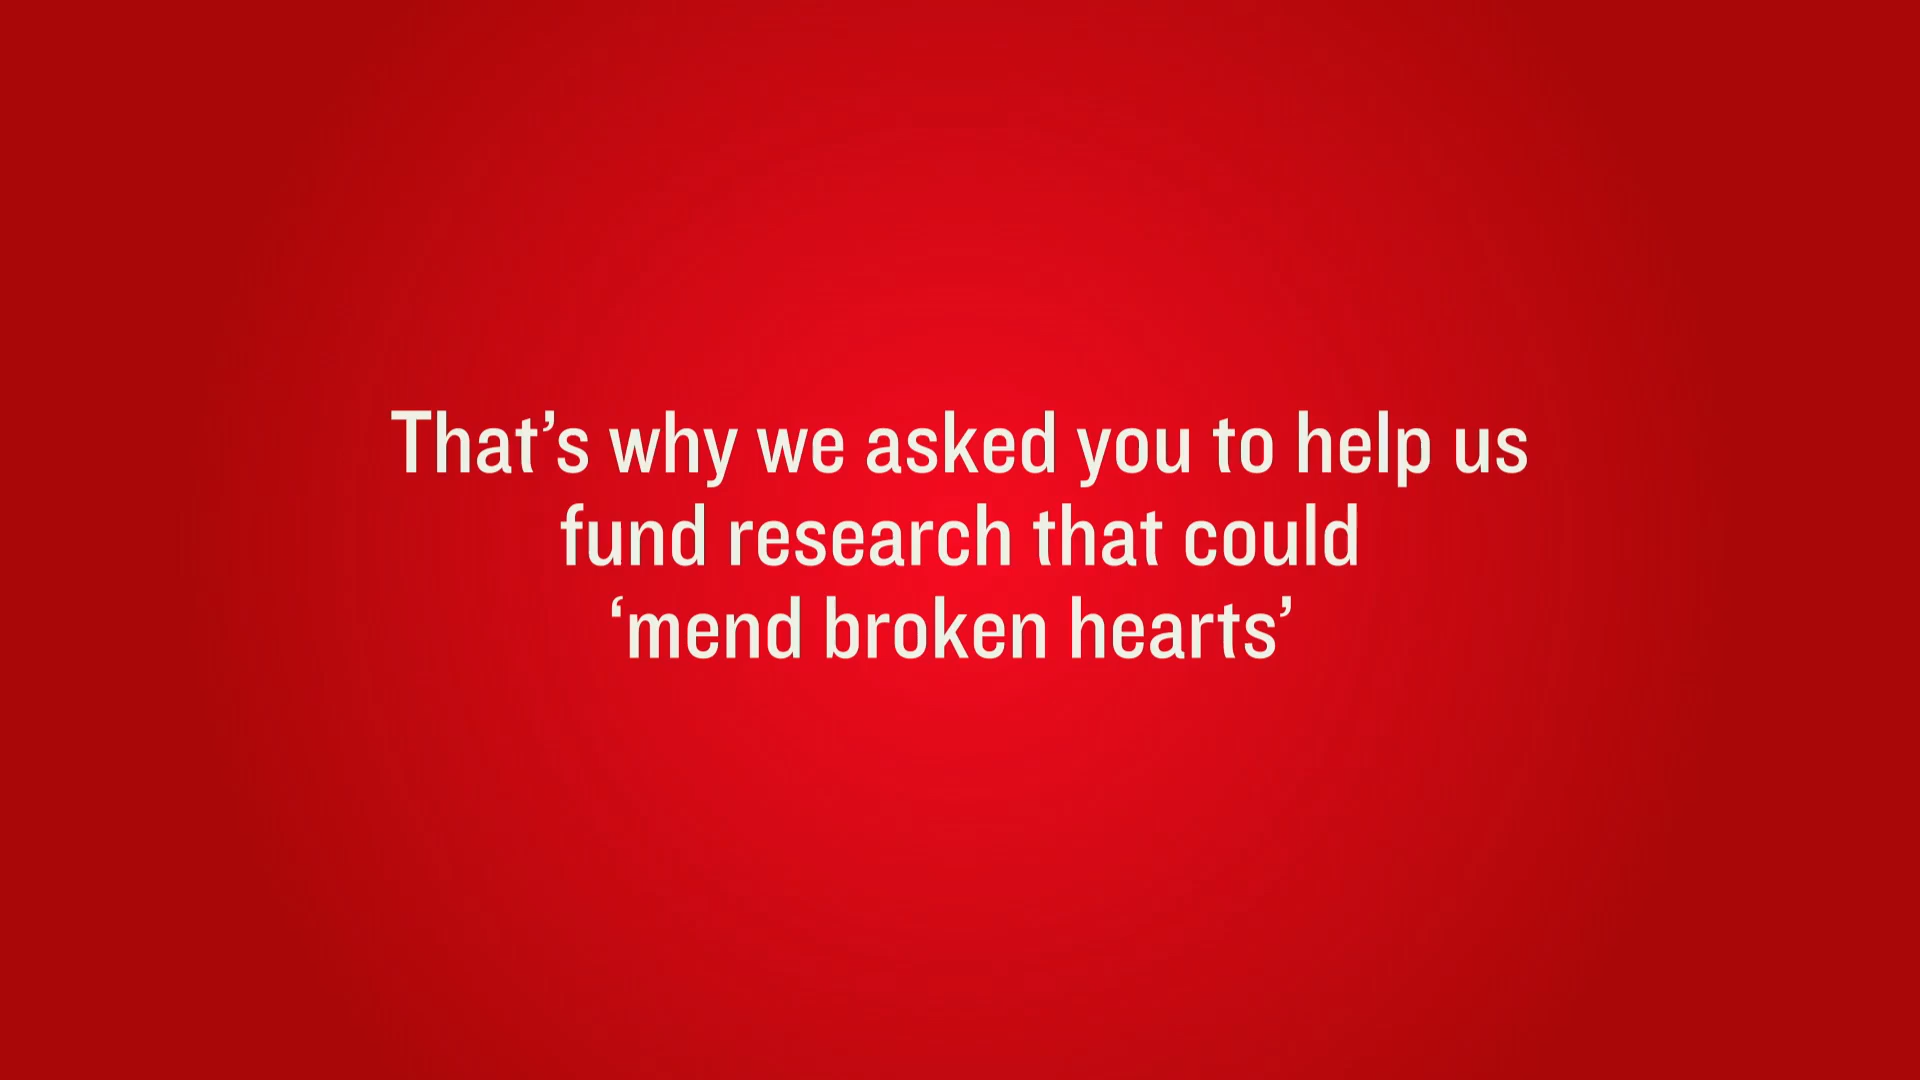 That’s why we asked you to help us
fund research that could
‘mend broken hearts’